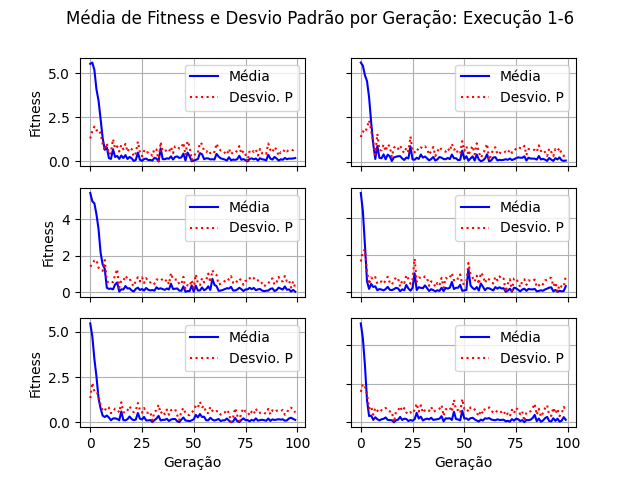 Média de Fitness e Desvio Padrão por Geração: Execução 1-6
Fitness
5.0
2.5
0.0
Média
Desvio. P
Média
Desvio. P
Fitness
4
2
0
Média
Desvio. P
Média
Desvio. P
Fitness
5.0
2.5
0.0
Média
Desvio. P
Média
Desvio. P
0 25 50 75 100 0 25 50 75 100
Geração Geração